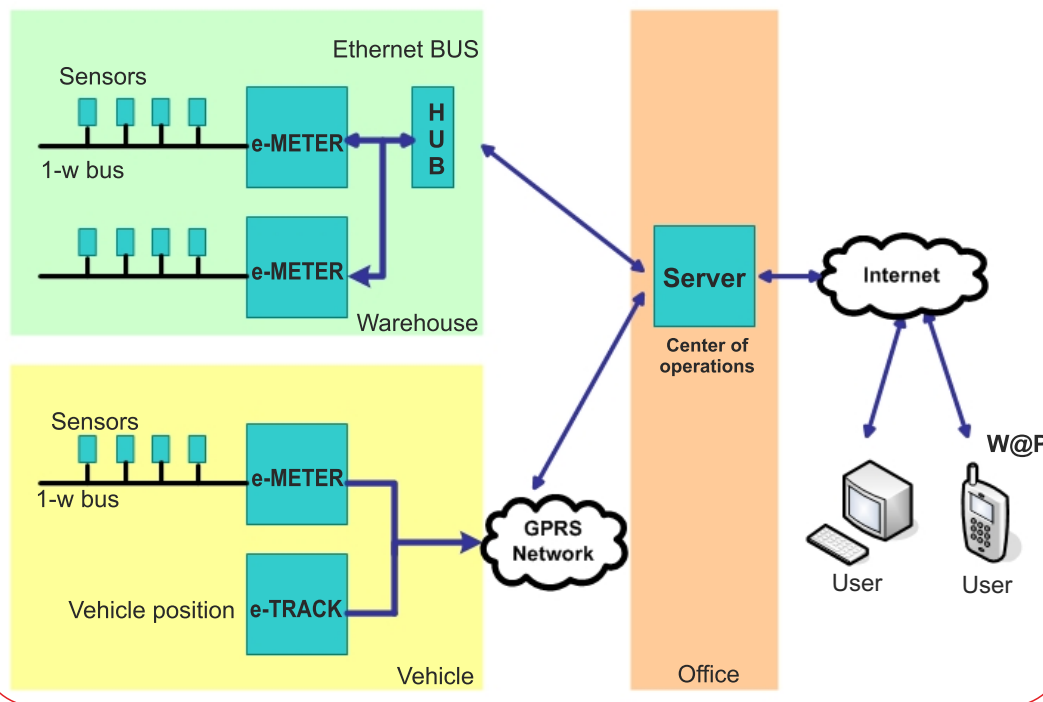 Ethernet BUS
Sensors
H
U
B
e-METER
1-w bus
e-METER
Warehouse
Server
Center of
operations
Internet
Sensors
e-METER
1-w bus
GPRS
Network
W@P
Vehicle position
e-TRACK
Vehicle
Office
User
User